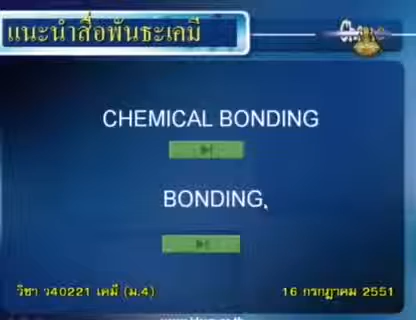 แนะนำสื่อพันธะเคมี
CHEMICAL BONDING
BONDING,
วิชา ว40221 เคมี (ม.4)
16 กรกฎาคม 2551